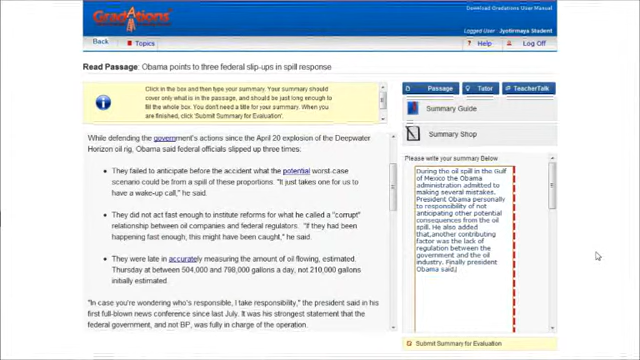 Download Gradations User Manual
Gradations
Logged User: Jyotirmaya Student
Back
Topics
Help
Log Off
Read Passage: Obama points to three federal slip-ups in spill response
Click in the box and then type your summary. Your summary should
cover only what is in the passage, and should be just long enough to
fill the whole box. You don't need a title for your summary. When you
are finished, click 'Submit Summary for Evaluation'.
Passage
Tutor
TeacherTalk
Summary Guide
Summary Shop
While defending the government's actions since the April 20 explosion of the Deepwater
Horizon oil rig, Obama said federal officials slipped up three times:
They failed to anticipate before the accident what the potential worst-case
scenario could be from a spill of these proportions. "It just takes one for us to
have a wake-up call," he said.
They did not act fast enough to institute reforms for what he called a "corrupt"
relationship between oil companies and federal regulators. "If they had been
happening fast enough, this might have been caught," he said.
They were late in accurately measuring the amount of oil flowing, estimated
Thursday at between 504,000 and 798,000 gallons a day, not 210,000 gallons
initially estimated.
"In case you're wondering who's responsible, I take responsibility," the president said in his
first full-blown news conference since last July. It was his strongest statement that the
federal government, and not BP, was fully in charge of the operation.
Please write your summary Below
During the oil spill in the Gulf
of Mexico the Obama
administration admitted to
making several mistakes.
President Obama personally
to responsibility of not
anticipating other potential
consequences from the oil
spill. He also added
that,another contributing
factor was the lack of
regulation between the
government and the oil
industry. Finally president
Obama said,
Submit Summary for Evaluation